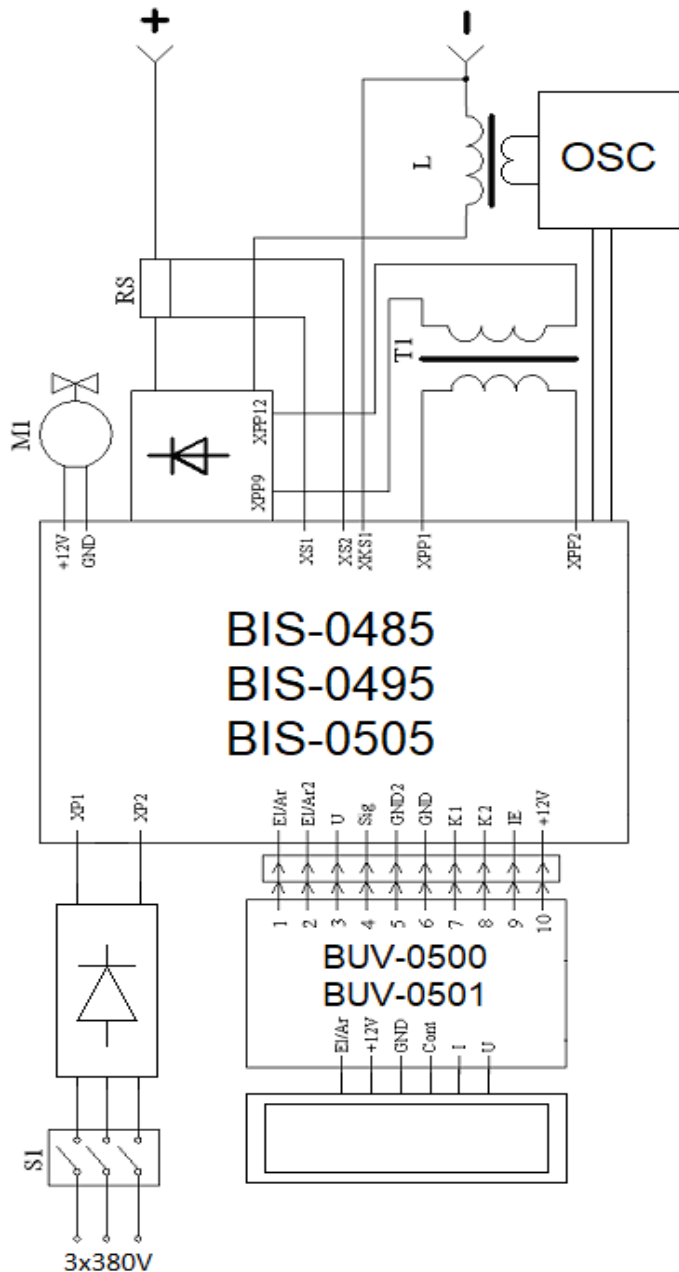 +
-
L
OSC
RS
T1
M1
XPP12
XPP9
+12V
GND
XS1
XS2
XKS1
XPP1
XPP2
BIS-0485
BIS-0495
BIS-0505
XP1
XP2
El/Ar
El/Ar2
U
Sig
GND2
GND
K1
K2
IE
+12V
1
2
3
4
5
6
7
8
9
10
BUV-0500
BUV-0501
El/Ar
+12V
GND
Cont
I
U
S1
3x380V